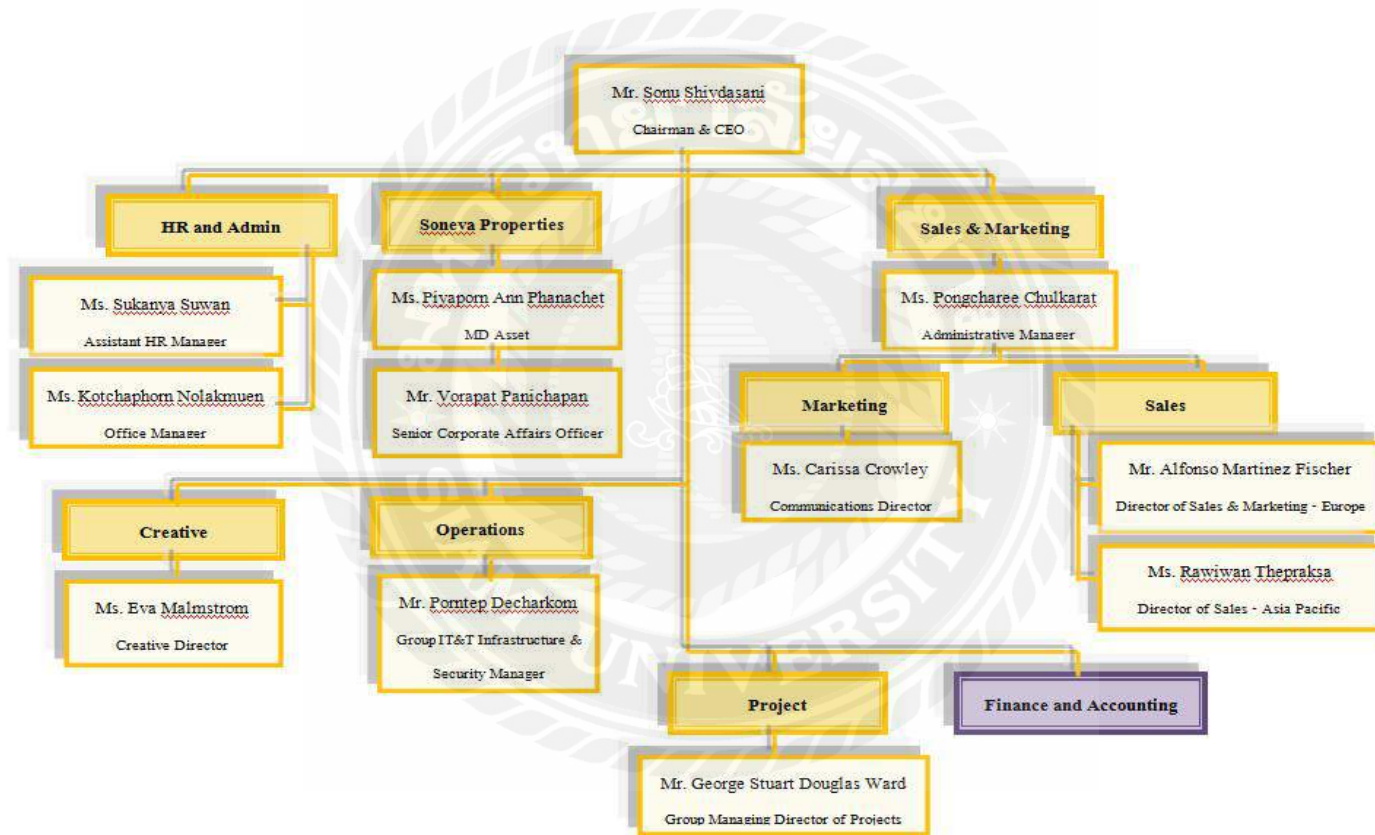 Mr. Sonu Shivdasani
Chairman & CEO
HR and Admin
Soneva Properties
Sales & Marketing
Ms. Sukanya Suwan
Assistant HR Manager
Ms. Piyaporn Ann Phanachet
MD Asset
Ms. Pongcharee Chulkarat
Administrative Manager
Ms. Kotchaphorn Nolakmuen
Office Manager
Mr. Vorapat Panichapan
Senior Corporate Affairs Officer
Marketing
Sales
Ms. Carissa Crowley
Communications Director
Mr. Alfonso Martinez Fischer
Director of Sales & Marketing - Europe
Creative
Operations
Ms. Rawiwan Thepraksa
Director of Sales - Asia Pacific
Ms. Eva Malmstrom
Creative Director
Mr. Porntep Decharkom
Group IT&T Infrastructure &
Security Manager
Project
Finance and Accounting
Mr. George Stuart Douglas Ward
Group Managing Director of Projects
UNIVERSITY